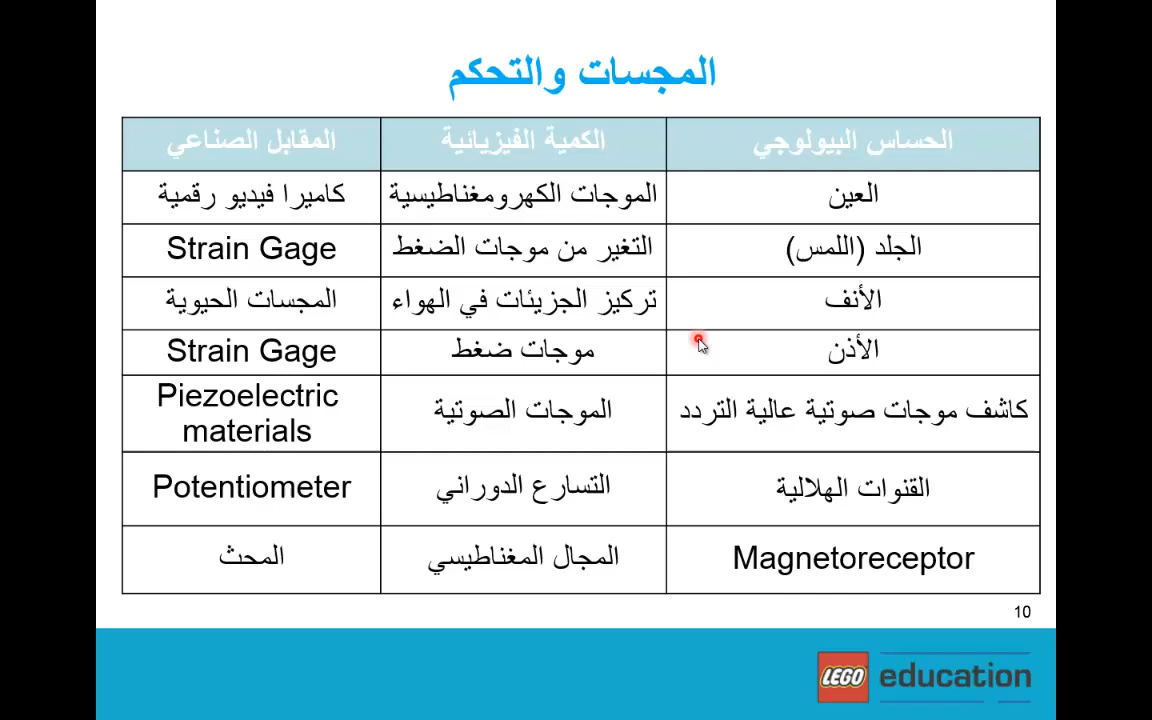 المجسات والتحكم
الحساس البيولوجي الكمية الفيزيائية المقابل الصناعي
العين الموجات الكهرومغناطيسية كاميرا فيديو رقمية
الجلد (اللمس) التغير من موجات الضغط Strain Gage
الأنف تركيز الجزيئات في الهواء المجسات الحيوية
الأذن موجات ضغط Strain Gage
كاشف موجات صوتية عالية التردد الموجات الصوتية Piezoelectric
materials
القنوات الهلالية التسارع الدوراني Potentiometer
Magnetoreceptor المجال المغناطيسي المحث
10
LEGO education